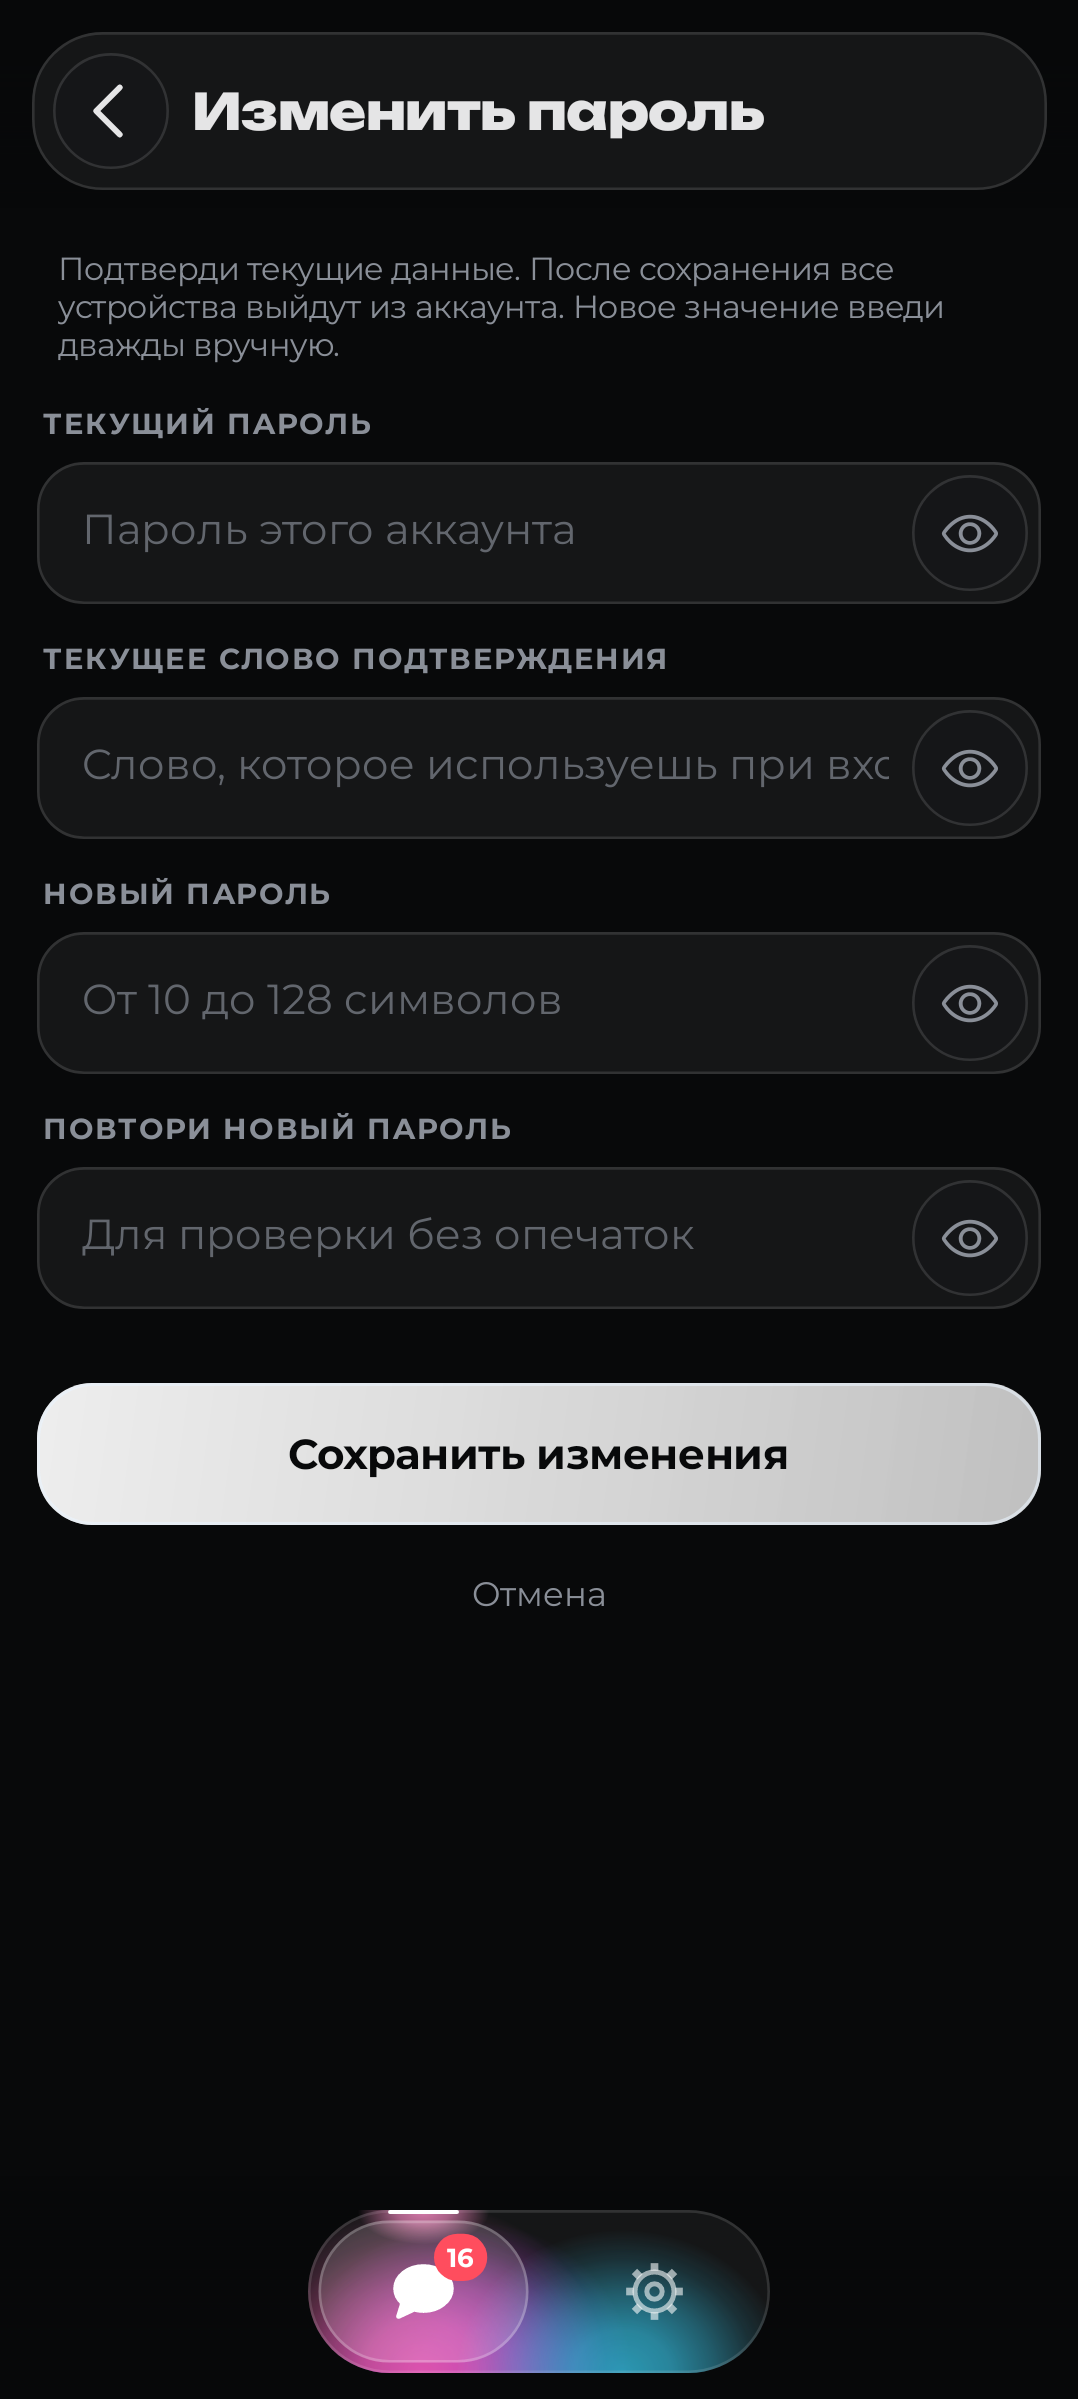 Изменить пароль
Подтверди текущие данные. После сохранения все
устройства выйдут из аккаунта. Новое значение введи
дважды вручную.
ТЕКУЩИЙ ПАРОЛЬ
Пароль этого аккаунта
ТЕКУЩЕЕ СЛОВО ПОДТВЕРЖДЕНИЯ
Слово, которое используешь при вхо
НОВЫЙ ПАРОЛЬ
От 10 до 128 символов
ПОВТОРИ НОВЫЙ ПАРОЛЬ
Для проверки без опечаток
Сохранить изменения
Отмена
16